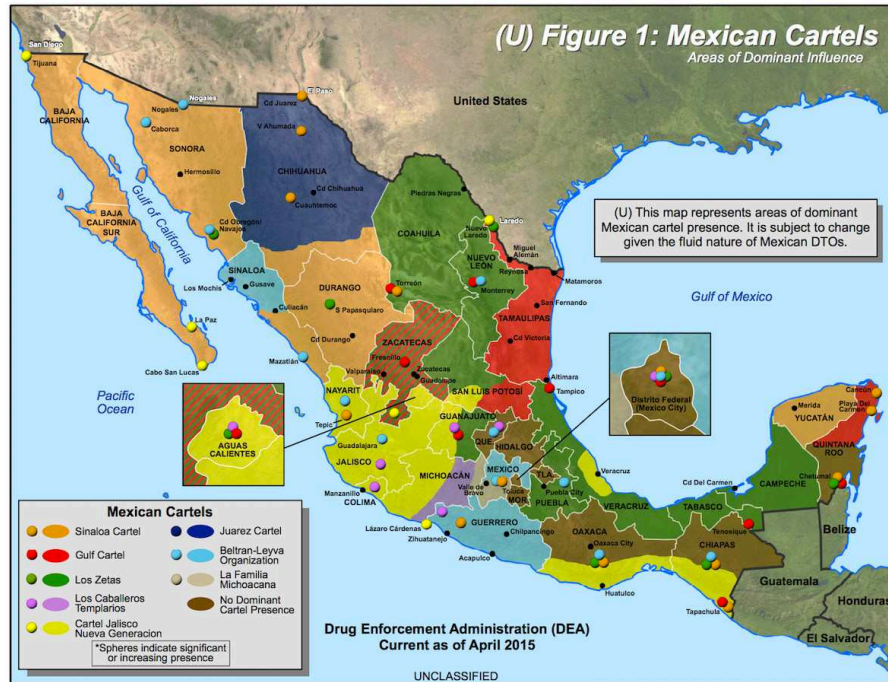 (U) Figure 1: Mexican Cartels
Areas of Dominant Influence
San Diego
Tijuana
BAJA
CALIFORNIA
Nogales
Nogales
Caborca
SONORA
Hermosillo
El Paso
Cd Juarez
V Ahumada
CHIHUAHUA
Cd Chihuahua
Cuauhtemoc
United States
Gulf of California
BAJA
CALIFORNIA
SUR
Cd Obregón/
Navajos
Piedras Negras
COAHUILA
Laredo
Nuevo
Laredo
(U) This map represents areas of dominant
Mexican cartel presence. It is subject to change
given the fluid nature of Mexican DTOs.
SINALOA
Los Mochis
Gusave
Culiacán
DURANGO
S Papasquiaro
Torreón
Cd Durango
NUEVO
LEÓN
Monterrey
Miguel
Alemán
Reynosa
Matamoros
San Fernando
TAMAULIPAS
Cd Victoria
Gulf of Mexico
La Paz
Cabo San Lucas
Mazatlán
ZACATECAS
Fresnillo
Valparaiso
Zacatecas
Guadalupe
Pacific
Ocean
NAYARIT
Tepic
SAN LUIS POTOSÍ
Altimara
Tampico
AGUAS
CALIENTES
Distrito Federal
(Mexico City)
GUANAJUATO
QUE
HIDALGO
Guadalajara
JALISCO
Manzanillo
COLIMA
MICHOACÁN
MEXICO
Valle de
Bravo
Toluca
MOR.
TLA.
Puebla City
PUEBLA
Veracruz
VERACRUZ
TABASCO
Cd Del Carmen
CAMPECHE
Merida
YUCATÁN
Cancún
Playa Del
Carmen
QUINTANA
ROO
Chetumal
Lázaro Cárdenas
Zihuatanejo
GUERRERO
Chilpancingo
Acapulco
OAXACA
Oaxaca City
Huatulco
Tenosique
CHIAPAS
Tapachula
Belize
Guatemala
Honduras
El Salvador
Mexican Cartels
Sinaloa Cartel
Gulf Cartel
Los Zetas
Los Caballeros
Templarios
Cartel Jalisco
Nueva Generacion
Juarez Cartel
Beltran-Leyva
Organization
La Familia
Michoacana
No Dominant
Cartel Presence
*Spheres indicate significant
or increasing presence
Drug Enforcement Administration (DEA)
Current as of April 2015
UNCLASSIFIED